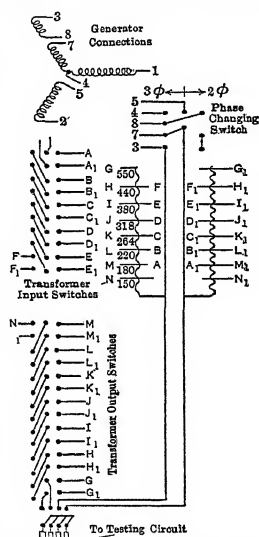 Generator
Connections
3
8
7
4
5
1
2
3ϕ 2ϕ
Phase
Changing
Switch
5
4
8
7
3
A
A1
B
B1
C
C1
D
D1
F E
F1 E1
Transformer
Input Switches
G
550
H 440 F
I 380 E
J 318 D
K 264 C
L 220 B
M 180 A
N 150
G1
F1 H1
E1 I1
D1 J1
C1 K1
B1 L1
A1 M1
N1
N M
1 M1
L
L1
K
K1
J
J1
I
I1
H
H1
G
G1
Transformer Output Switches
To Testing Circuit